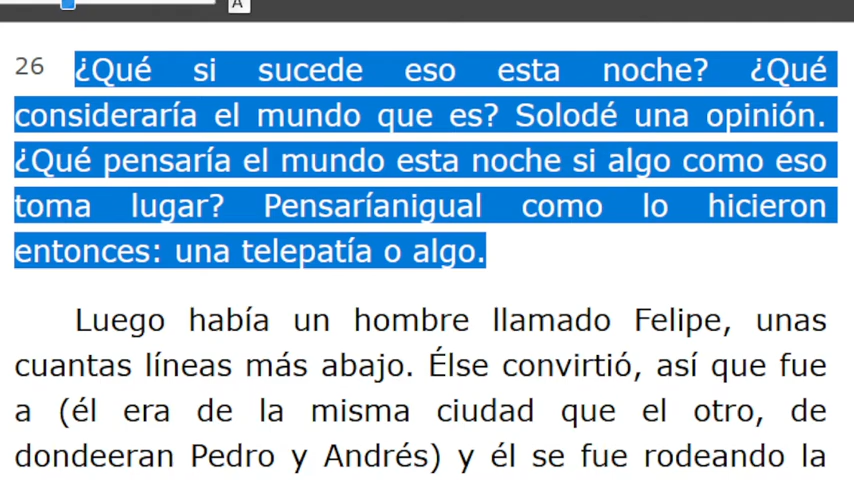 A
26 ¿Qué si sucede eso esta noche? ¿Qué
consideraría el mundo que es? Solodé una opinión.
¿Qué pensaría el mundo esta noche si algo como eso
toma lugar? Pensaríanigual como lo hicieron
entonces: una telepatía o algo.
Luego había un hombre llamado Felipe, unas
cuantas líneas más abajo. Élse convirtió, así que fue
a (él era de la misma ciudad que el otro, de
dondeeran Pedro y Andrés) y él se fue rodeando la